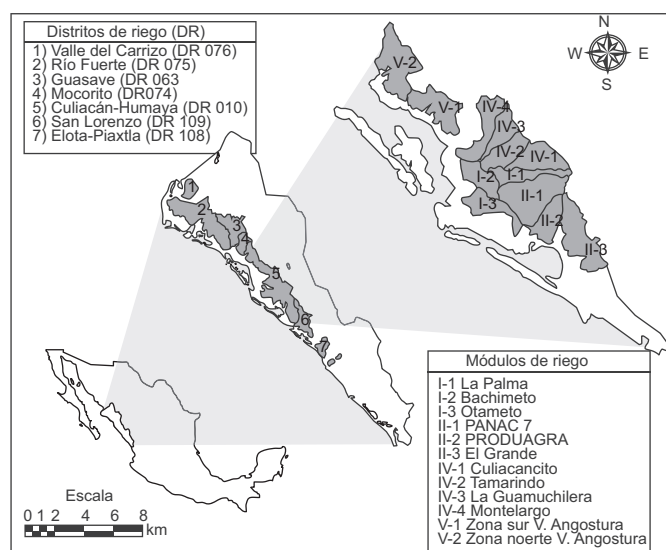 Distritos de riego (DR)
1) Valle del Carrizo (DR 076)
2) Río Fuerte (DR 075)
3) Guasave (DR 063
4) Mocorito (DR074)
5) Culiacán-Humaya (DR 010)
6) San Lorenzo (DR 109)
7) Elota-Piaxtla (DR 108)
N
W E
S
V-2
V-1
IV-4
IV-3
IV-2
IV-1
I-2
I-1
I-3
II-1
II-2
II-3
1
2
3
4
5
6
7
Módulos de riego
I-1 La Palma
I-2 Bachimeto
I-3 Otameto
II-1 PANAC 7
II-2 PRODUAGRA
II-3 El Grande
IV-1 Culiacancito
IV-2 Tamarindo
IV-3 La Guamuchilera
IV-4 Montelargo
V-1 Zona sur V. Angostura
V-2 Zona noerte V. Angostura
Escala
0 1 2 4 6 8
km